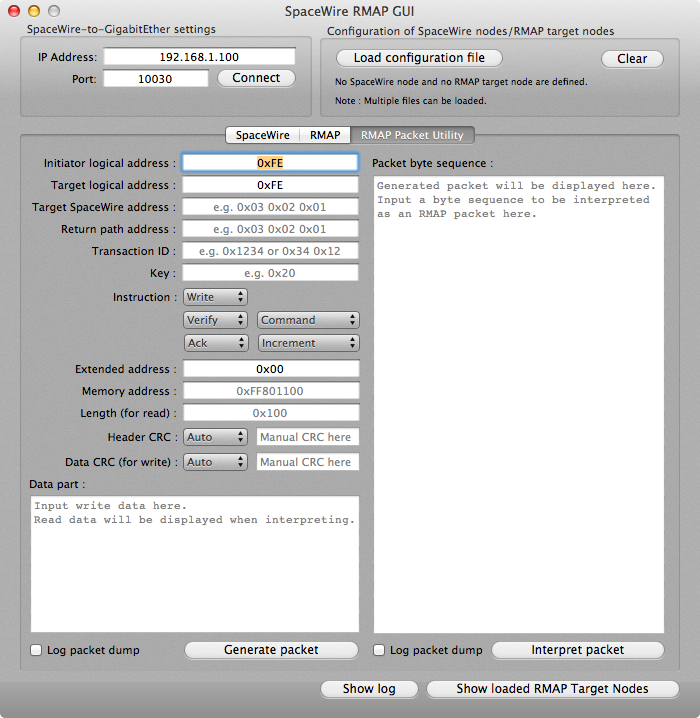 SpaceWire RMAP GUI
SpaceWire-to-GigabitEther settings
IP Address: 192.168.1.100
Port: 10030 Connect
Configuration of SpaceWire nodes/RMAP target nodes
Load configuration file Clear
No SpaceWire node and no RMAP target node are defined.
Note : Multiple files can be loaded.
SpaceWire RMAP RMAP Packet Utility
Initiator logical address : 0xFE
Target logical address : 0xFE
Target SpaceWire address : e.g. 0x03 0x02 0x01
Return path address : e.g. 0x03 0x02 0x01
Transaction ID : e.g. 0x1234 or 0x34 0x12
Key : e.g. 0x20
Instruction : Write
Verify Command
Ack Increment
Extended address : 0x00
Memory address : 0xFF801100
Length (for read) : 0x100
Header CRC : Auto Manual CRC here
Data CRC (for write) : Auto Manual CRC here
Data part :
Input write data here.
Read data will be displayed when interpreting.
Log packet dump Generate packet
Packet byte sequence :
Generated packet will be displayed here.
Input a byte sequence to be interpreted
as an RMAP packet here.
Log packet dump Interpret packet
Show log Show loaded RMAP Target Nodes